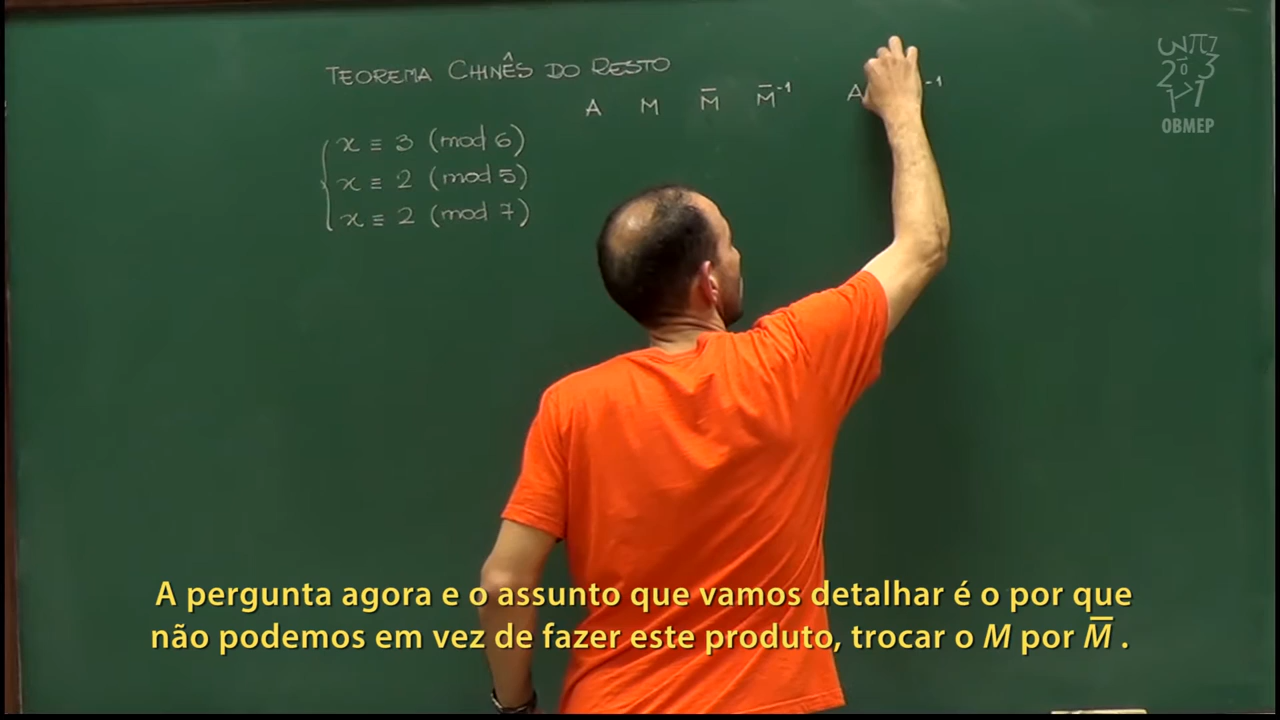 TEOREMA CHINÊS DO RESTO
A M M̅ M̅⁻¹ A ⁻¹
x ≡ 3 (mod 6)
x ≡ 2 (mod 5)
x ≡ 2 (mod 7)
OBMEP
A pergunta agora e o assunto que vamos detalhar é o por que
não podemos em vez de fazer este produto, trocar o M por M̅ .